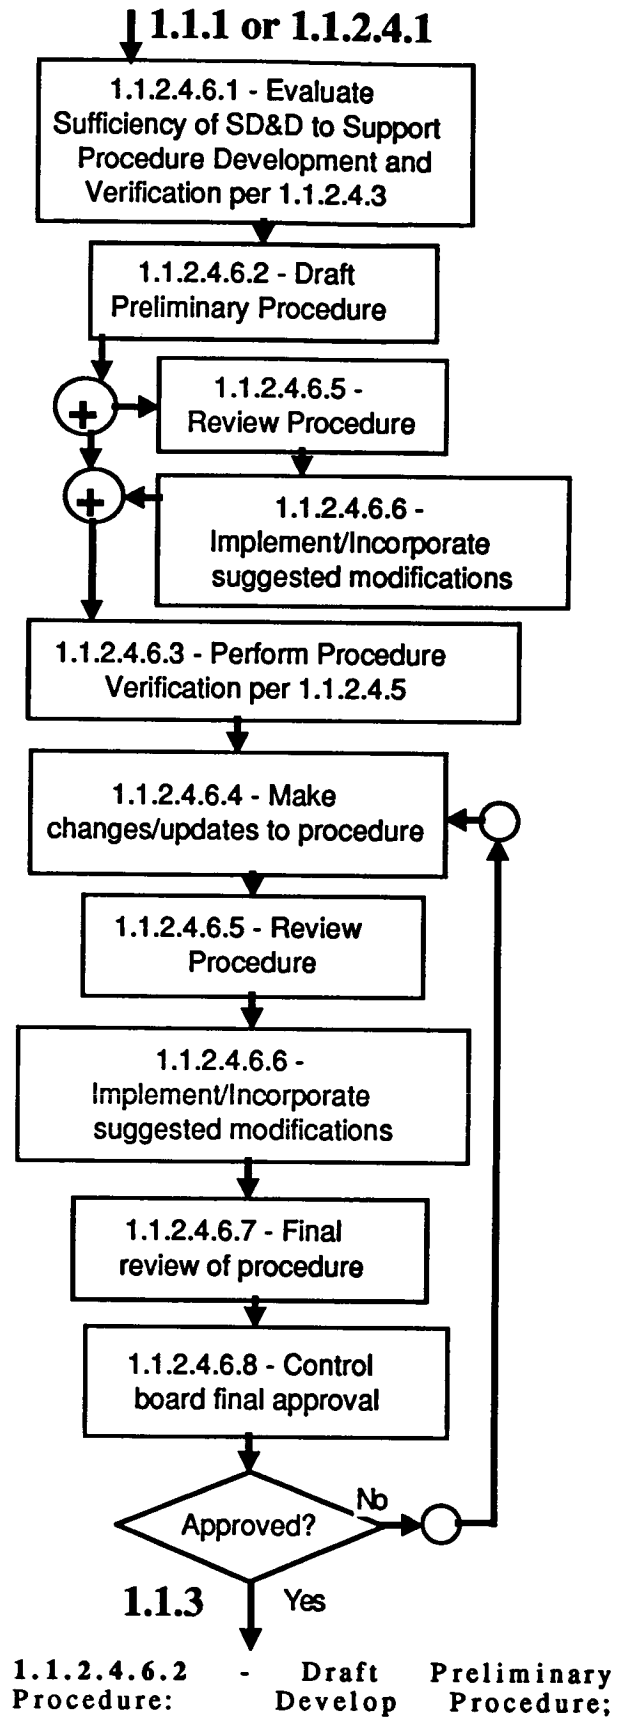 1.1.1 or 1.1.2.4.1
1.1.2.4.6.1 - Evaluate
Sufficiency of SD&D to Support
Procedure Development and
Verification per 1.1.2.4.3
1.1.2.4.6.2 - Draft
Preliminary Procedure
+
1.1.2.4.6.5 -
Review Procedure
+
1.1.2.4.6.6 -
Implement/Incorporate
suggested modifications
1.1.2.4.6.3 - Perform Procedure
Verification per 1.1.2.4.5
1.1.2.4.6.4 - Make
changes/updates to procedure
1.1.2.4.6.5 - Review
Procedure
1.1.2.4.6.6 -
Implement/Incorporate
suggested modifications
1.1.2.4.6.7 - Final
review of procedure
1.1.2.4.6.8 - Control
board final approval
No
Approved?
1.1.3 Yes
1.1.2.4.6.2 - Draft Preliminary
Procedure: Develop Procedure;